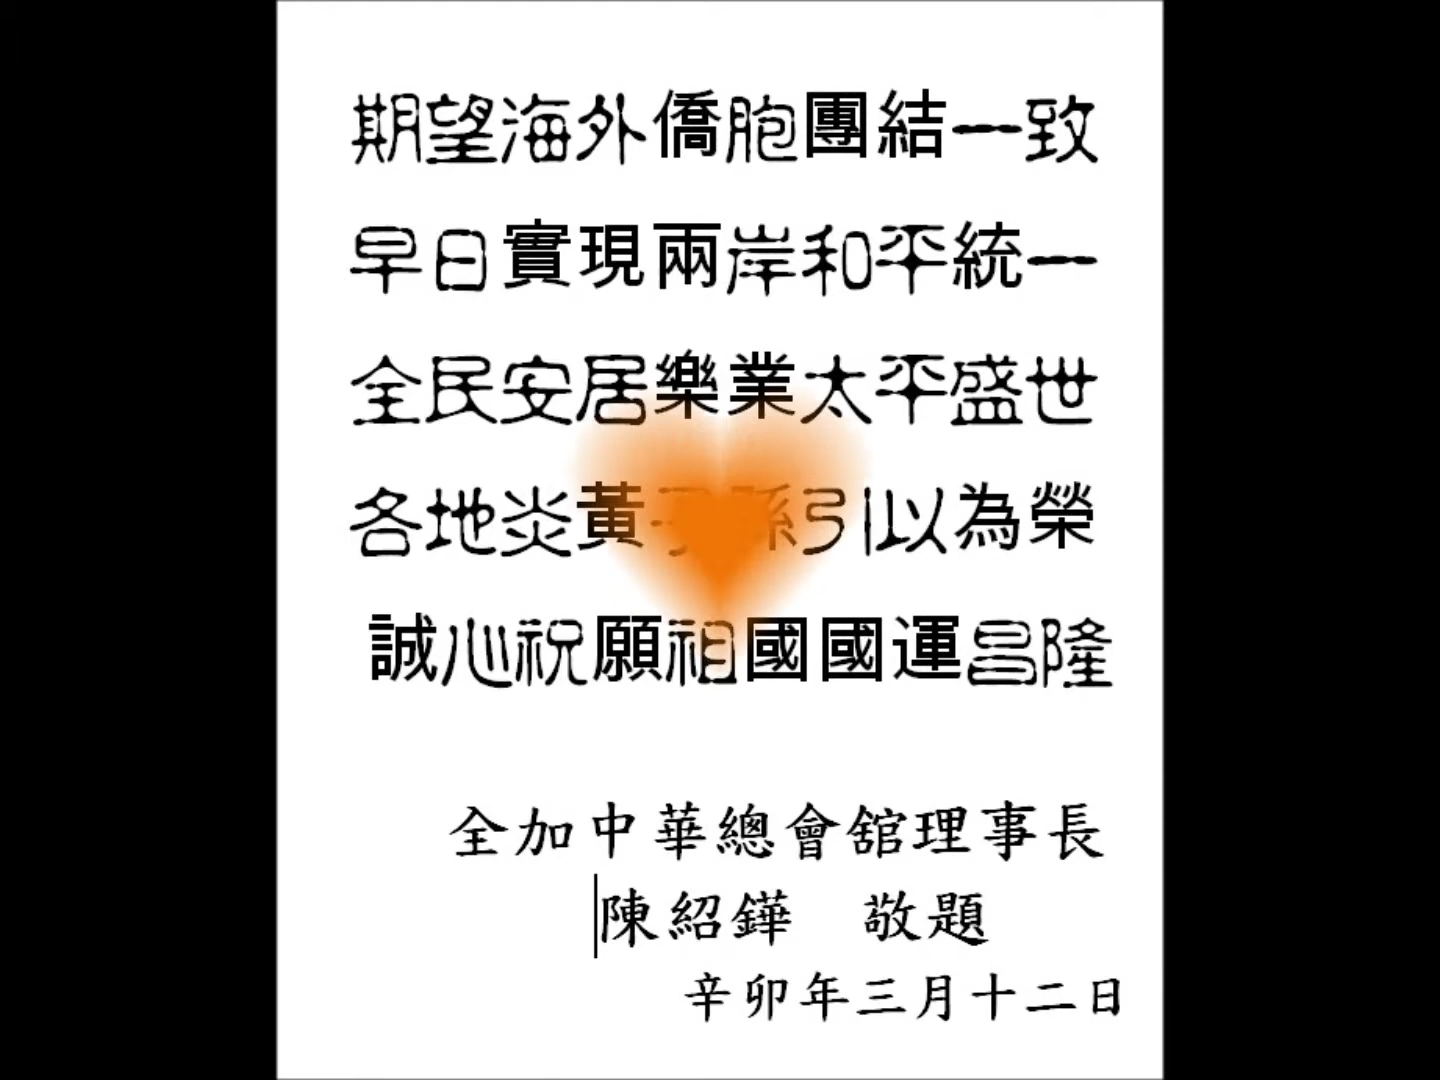 期望海外僑胞團結一致
早日實現兩岸和平統一
全民安居樂業太平盛世
各地炎黃子孫引以為榮
誠心祝願祖國國運昌隆
全加中華總會舘理事長
陳紹鏵　敬題
辛卯年三月十二日